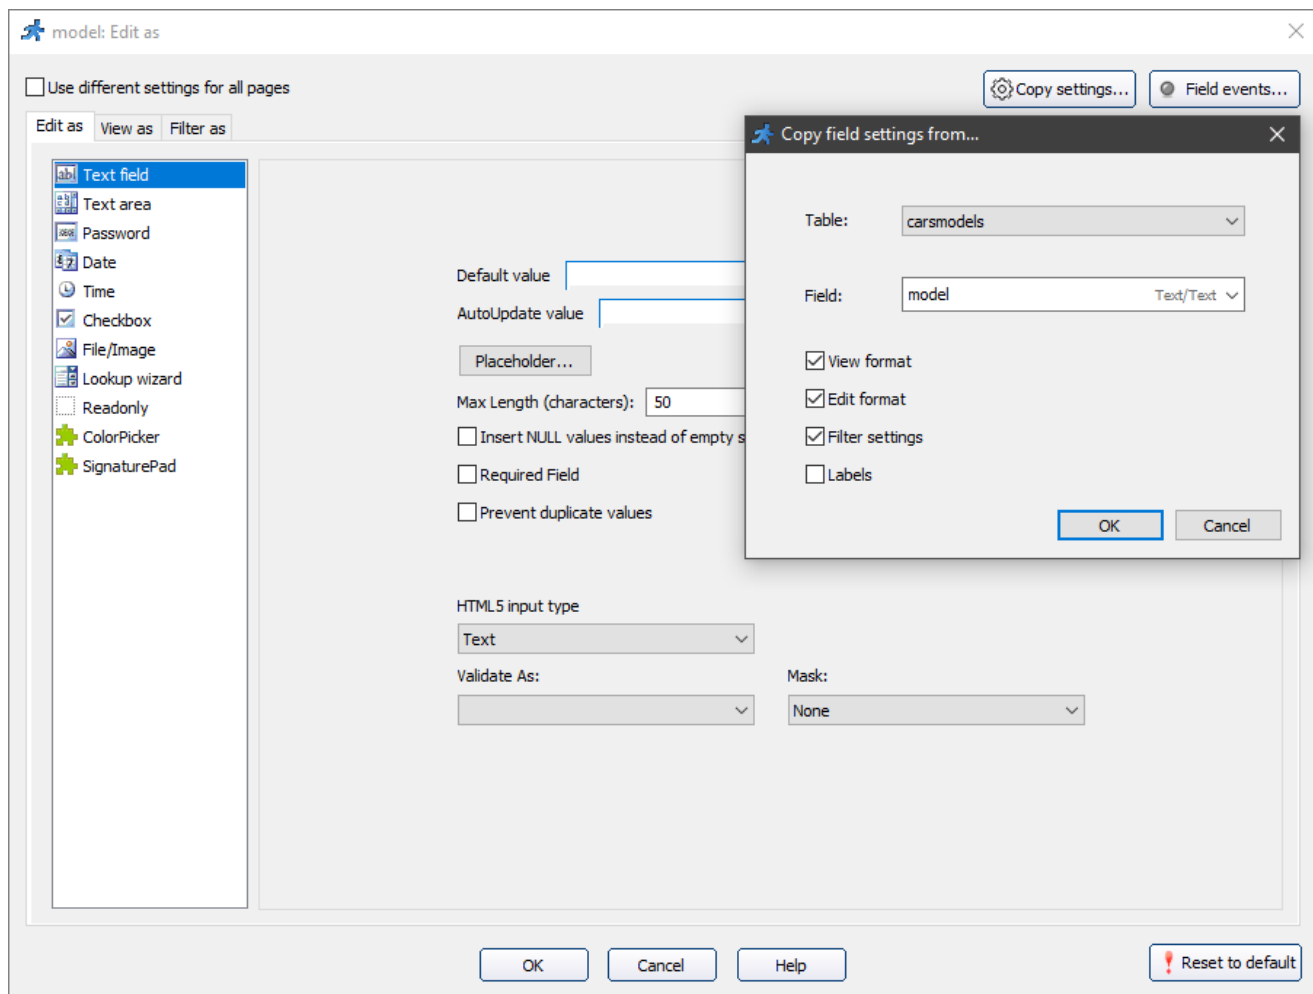 model: Edit as
Use different settings for all pages
Copy settings...
Field events...
Edit as
View as
Filter as
Text field
Text area
Password
Date
Time
Checkbox
File/Image
Lookup wizard
Readonly
ColorPicker
SignaturePad
Default value
AutoUpdate value
Placeholder...
Max Length (characters):
50
Insert NULL values instead of empty s
Required Field
Prevent duplicate values
HTML5 input type
Text
Validate As:
Mask:
None
Copy field settings from...
Table:
carsmodels
Field:
model
Text/Text
View format
Edit format
Filter settings
Labels
OK
Cancel
OK
Cancel
Help
Reset to default